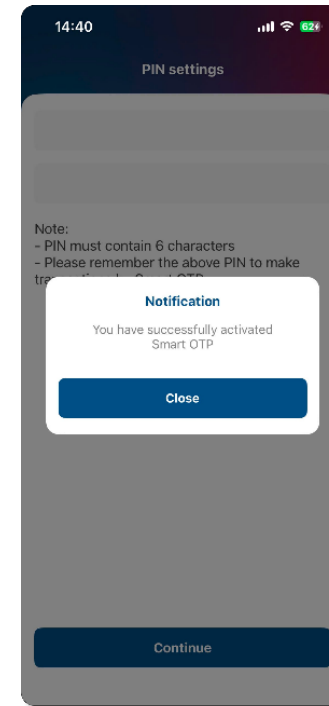 14:40
62
PIN settings
Note:
- PIN must contain 6 characters
- Please remember the above PIN to make
Notification
You have successfully activated
Smart OTP
Close
Continue